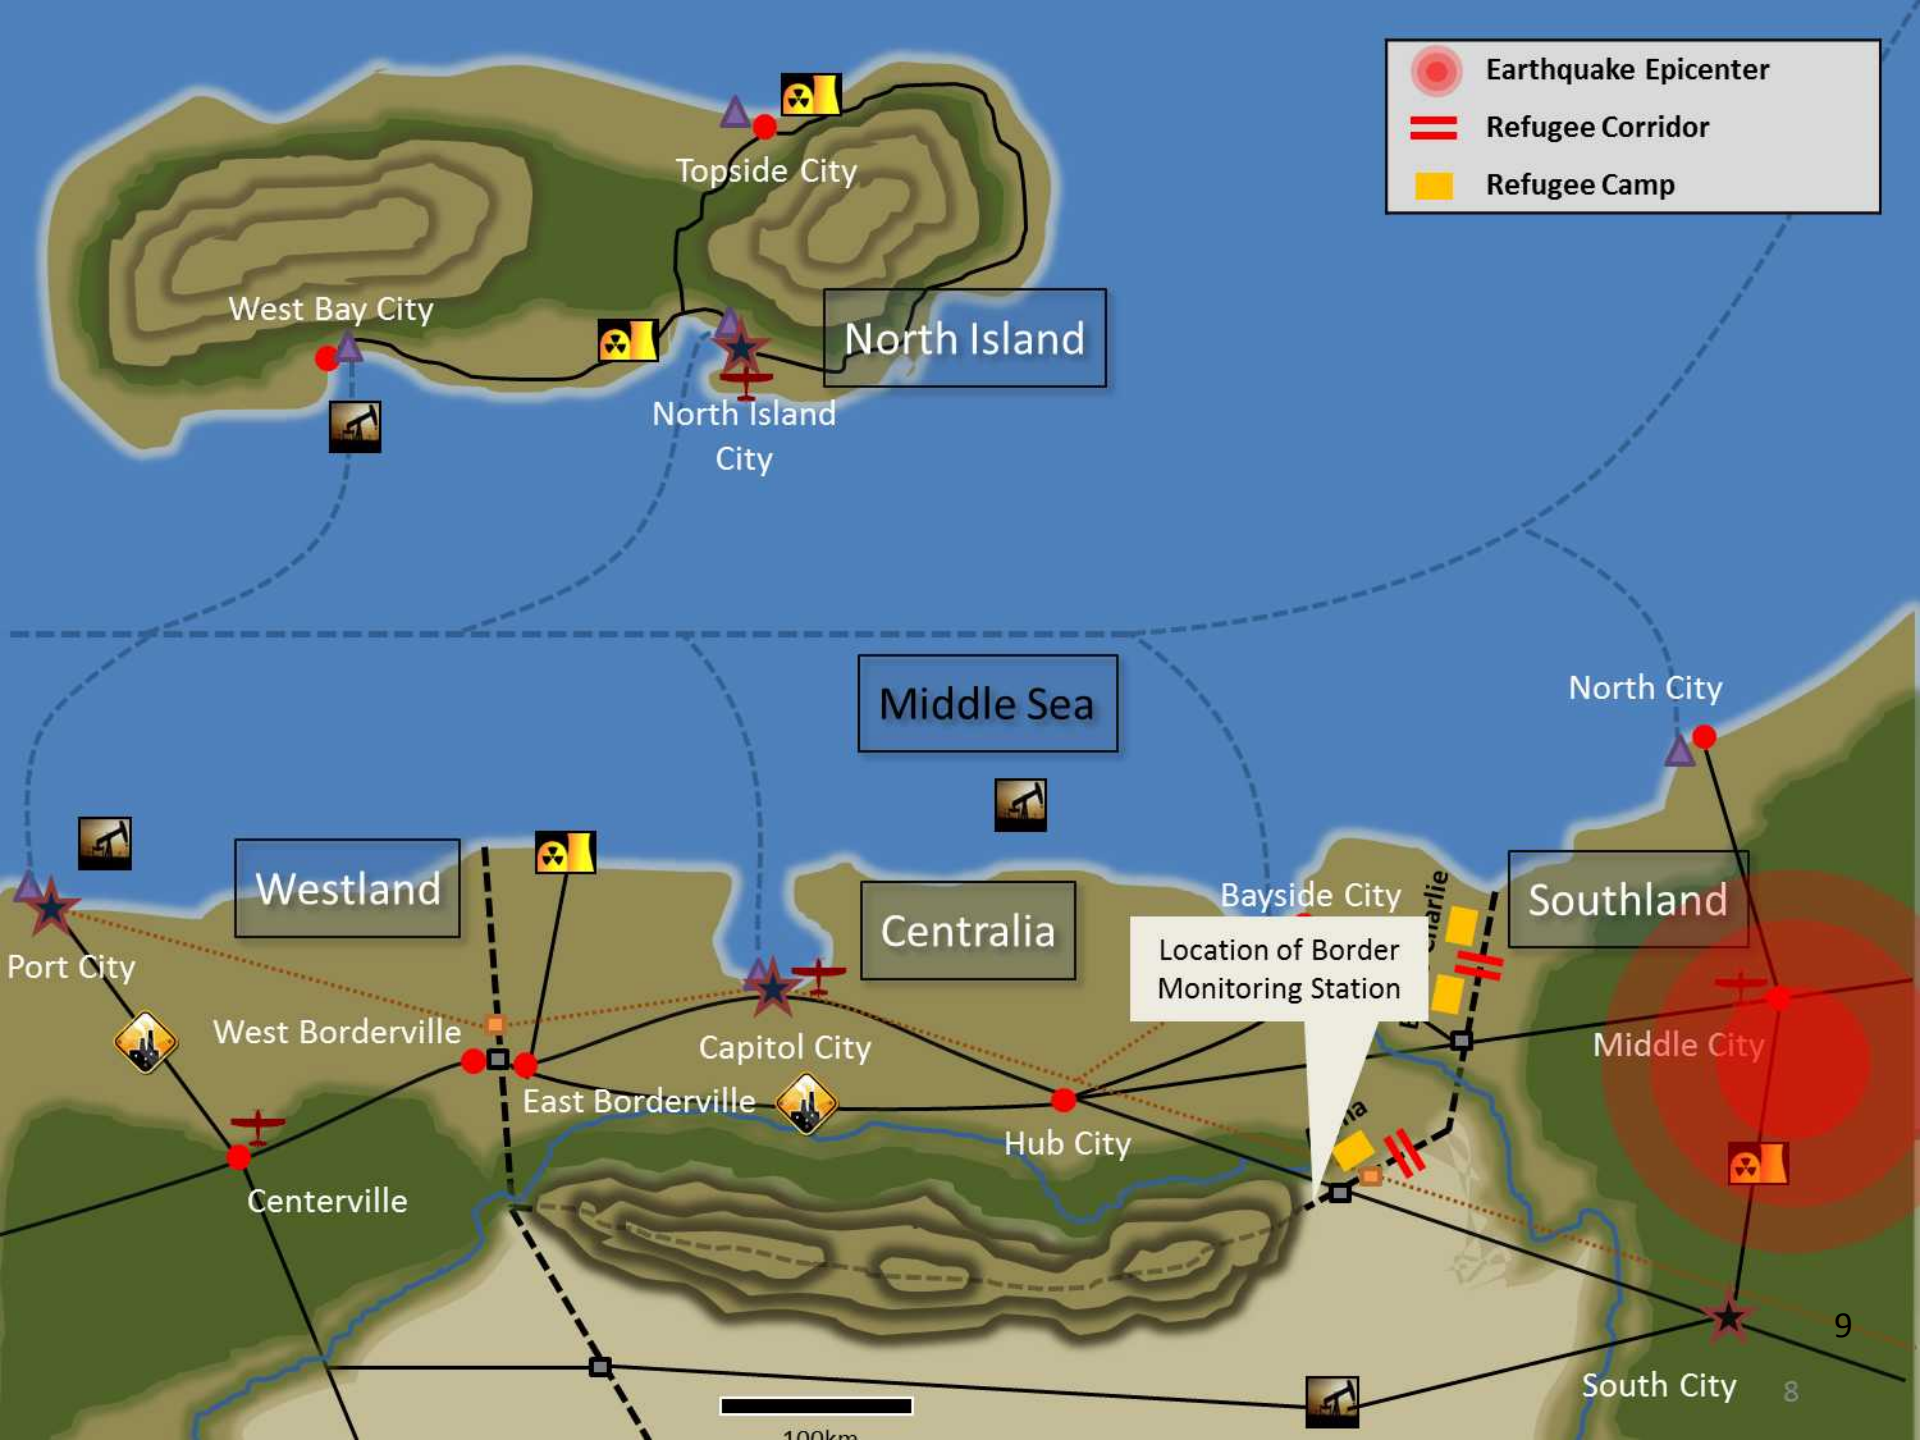 Earthquake Epicenter
Refugee Corridor
Refugee Camp
Topside City
West Bay City
North Island
North Island
City
Middle Sea
North City
Westland
Centralia
Bayside City
Southland
Location of Border
Monitoring Station
Port City
West Borderville
Capitol City
Middle City
East Borderville
Hub City
Centerville
9
South City
8
100km